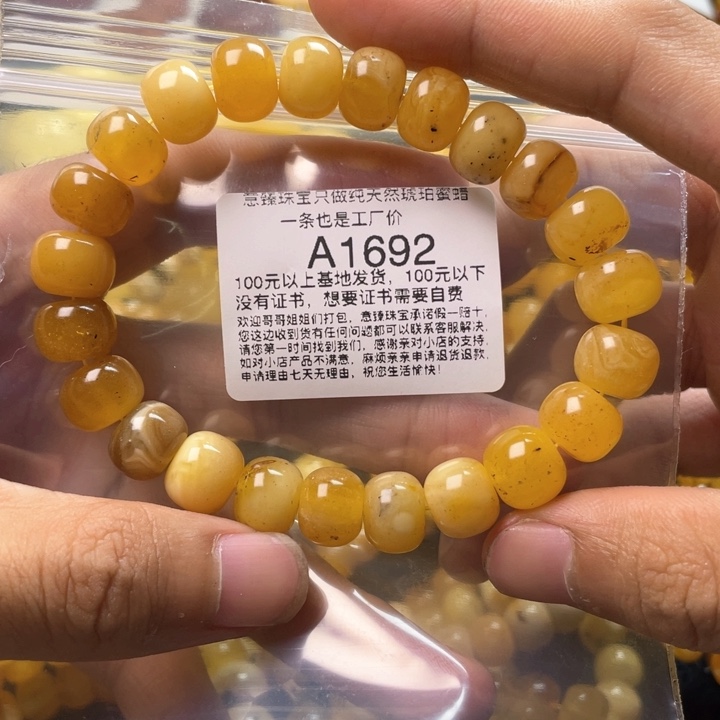 意臻珠宝只做纯天然琥珀蜜蜡
一条也是工厂价
A1692
100元以上基地发货，100元以下
没有证书，想要证书需要自费
欢迎哥哥姐姐们打包，意臻珠宝承诺假一赔十，
您这边收到货有任何问题都可以联系客服解决，
请您第一时间找到我们，感谢亲对小店的支持，
如对小店产品不满意，麻烦亲亲申请退货退款，
申请理由七天无理由，祝您生活愉快！